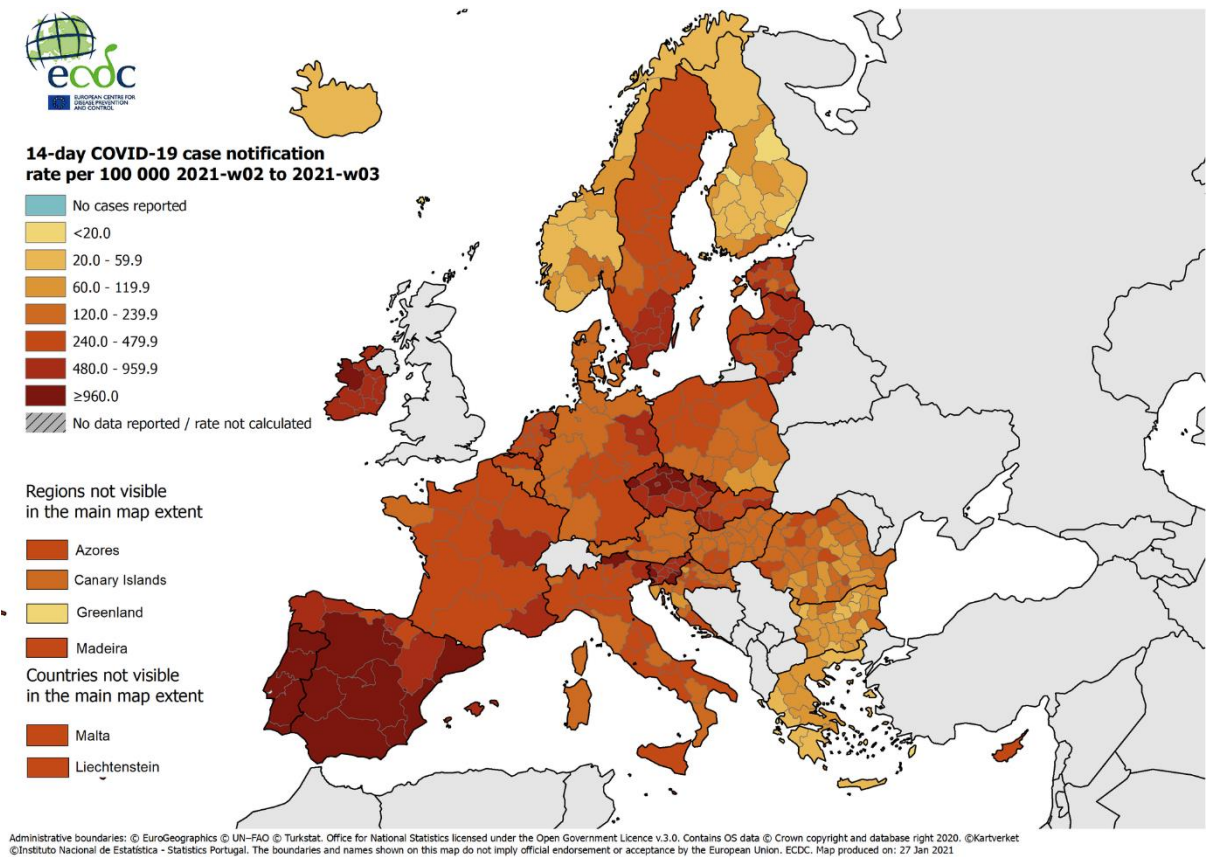 ecdc
EUROPEAN CENTRE FOR
DISEASE PREVENTION
AND CONTROL
14-day COVID-19 case notification
rate per 100 000 2021-w02 to 2021-w03
No cases reported
<20.0
20.0 - 59.9
60.0 - 119.9
120.0 - 239.9
240.0 - 479.9
480.0 - 959.9
≥960.0
No data reported / rate not calculated
Regions not visible
in the main map extent
Azores
Canary Islands
Greenland
Madeira
Countries not visible
in the main map extent
Malta
Liechtenstein
Administrative boundaries: © EuroGeographics © UN–FAO © Turkstat. Office for National Statistics licensed under the Open Government Licence v.3.0. Contains OS data © Crown copyright and database right 2020. ©Kartverket
©Instituto Nacional de Estatística - Statistics Portugal. The boundaries and names shown on this map do not imply official endorsement or acceptance by the European Union. ECDC. Map produced on: 27 Jan 2021